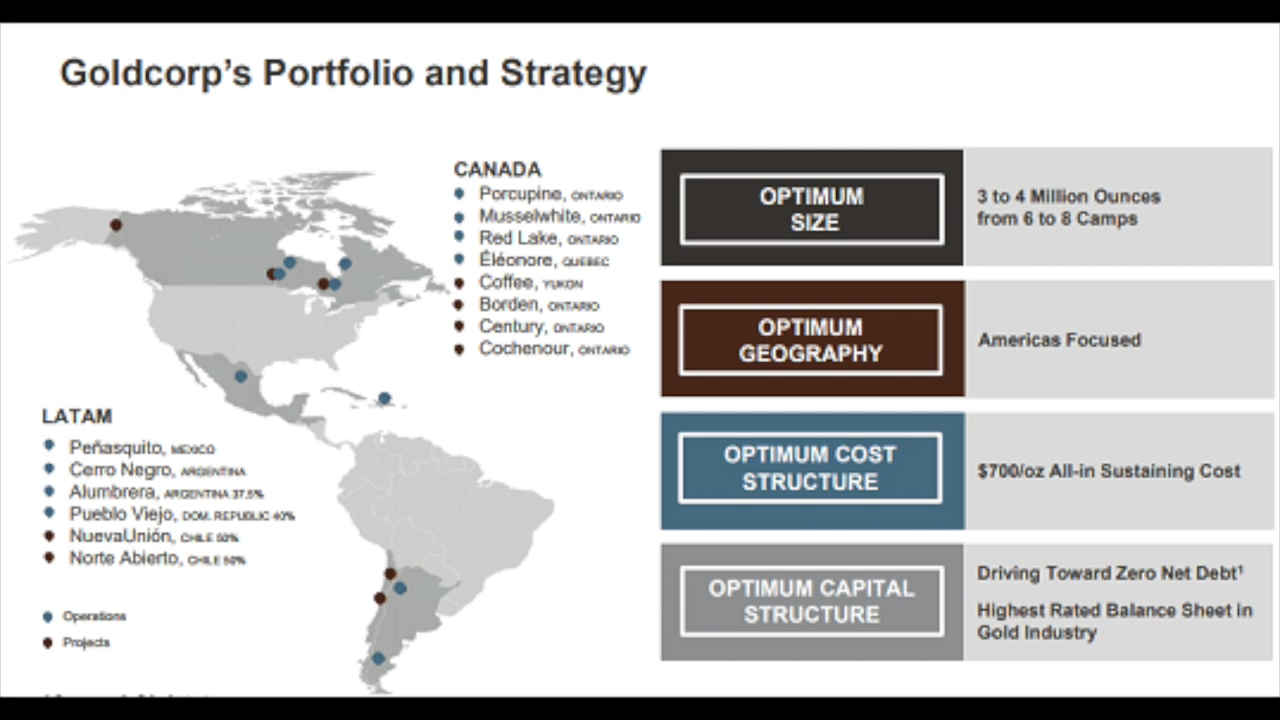 Goldcorp's Portfolio and Strategy
CANADA
Porcupine, ONTARIO
Musselwhite, ONTARIO
Red Lake, ONTARIO
Éléonore, QUEBEC
Coffee, YUKON
Borden, ONTARIO
Century, ONTARIO
Cochenour, ONTARIO
LATAM
Peñasquito, MEXICO
Cerro Negro, ARGENTINA
Alumbrera, ARGENTINA 37.5%
Pueblo Viejo, DOM. REPUBLIC 40%
NuevaUnión, CHILE 50%
Norte Abierto, CHILE 50%
Operations
Projects
OPTIMUM
SIZE
3 to 4 Million Ounces
from 6 to 8 Camps
OPTIMUM
GEOGRAPHY
Americas Focused
OPTIMUM COST
STRUCTURE
$700/oz All-in Sustaining Cost
OPTIMUM CAPITAL
STRUCTURE
Driving Toward Zero Net Debt¹
Highest Rated Balance Sheet in
Gold Industry